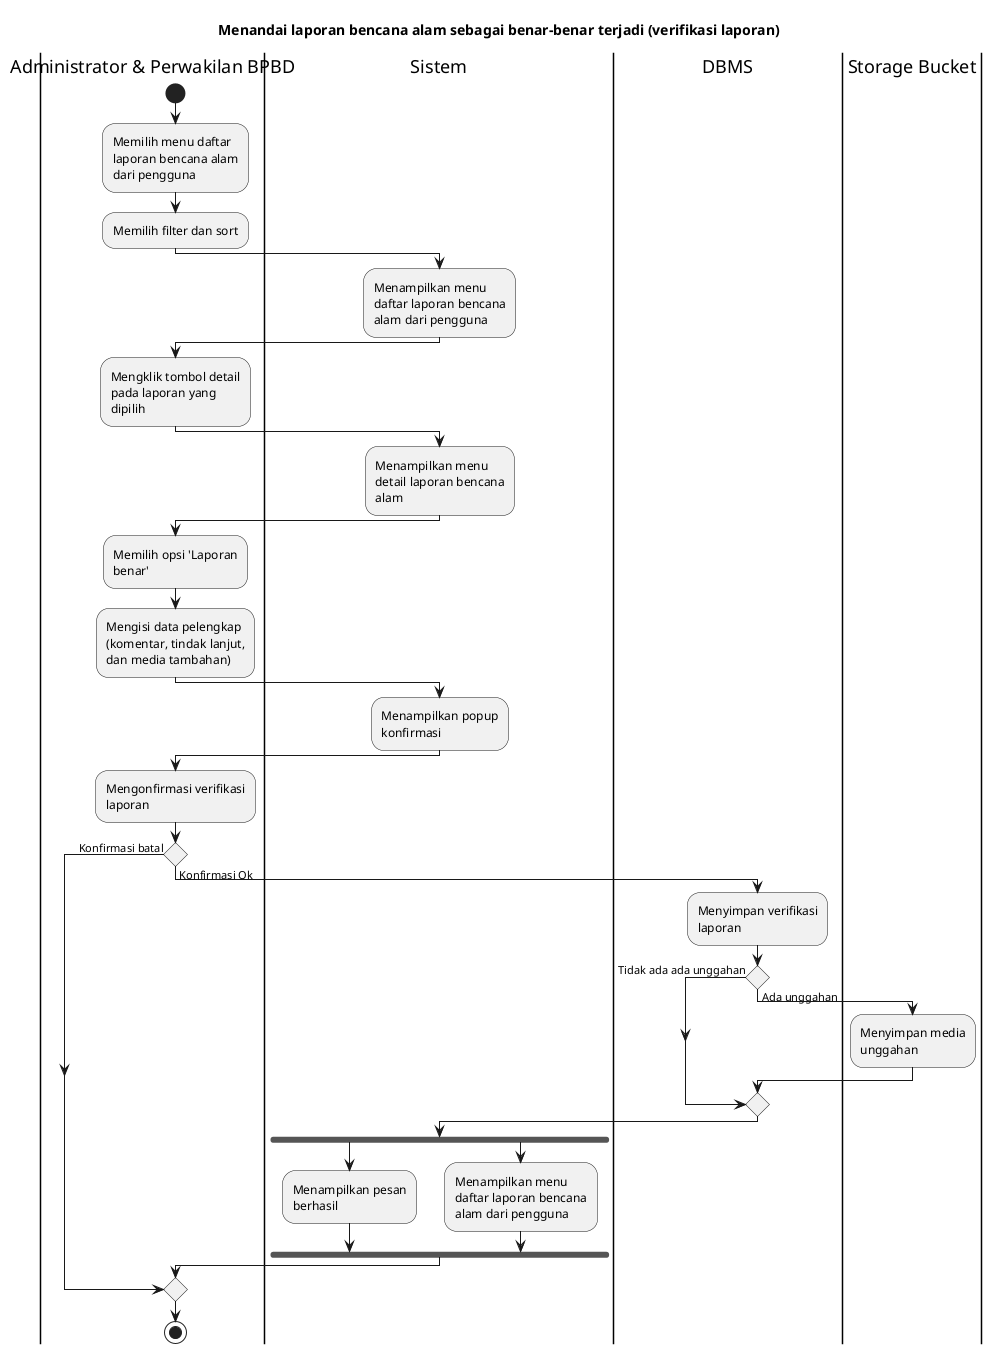 Menandai laporan bencana alam sebagai benar-benar terjadi (verifikasi laporan)
Administrator & Perwakilan BPBD
Sistem
DBMS
Storage Bucket
Memilih menu daftar
laporan bencana alam
dari pengguna
Memilih filter dan sort
Menampilkan menu
daftar laporan bencana
alam dari pengguna
Mengklik tombol detail
pada laporan yang
dipilih
Menampilkan menu
detail laporan bencana
alam
Memilih opsi 'Laporan
benar'
Mengisi data pelengkap
(komentar, tindak lanjut,
dan media tambahan)
Menampilkan popup
konfirmasi
Mengonfirmasi verifikasi
laporan
Konfirmasi batal
Konfirmasi Ok
Menyimpan verifikasi
laporan
Tidak ada ada unggahan
Ada unggahan
Menyimpan media
unggahan
Menampilkan pesan
berhasil
Menampilkan menu
daftar laporan bencana
alam dari pengguna